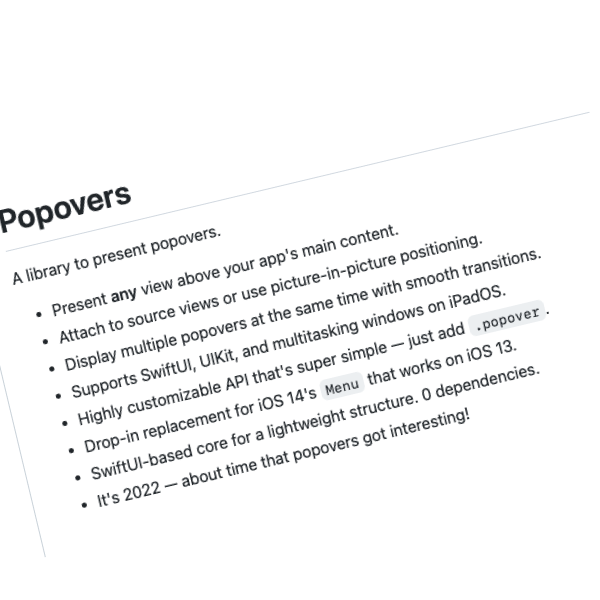 Popovers
A library to present popovers.
Present any view above your app's main content.
Attach to source views or use picture-in-picture positioning.
Display multiple popovers at the same time with smooth transitions.
Supports SwiftUI, UIKit, and multitasking windows on iPadOS.
Highly customizable API that's super simple — just add .popover.
Drop-in replacement for iOS 14's Menu that works on iOS 13.
SwiftUI-based core for a lightweight structure. 0 dependencies.
It's 2022 — about time that popovers got interesting!